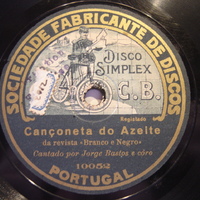 SOCIEDADE FABRICANTE DE DISCOS
DISCO
SIMPLEX
C.B.
Registado
Cançoneta do Azeite
da revista «Branco e Negro»
Cantado por Jorge Bastos e côro
10052
PORTUGAL